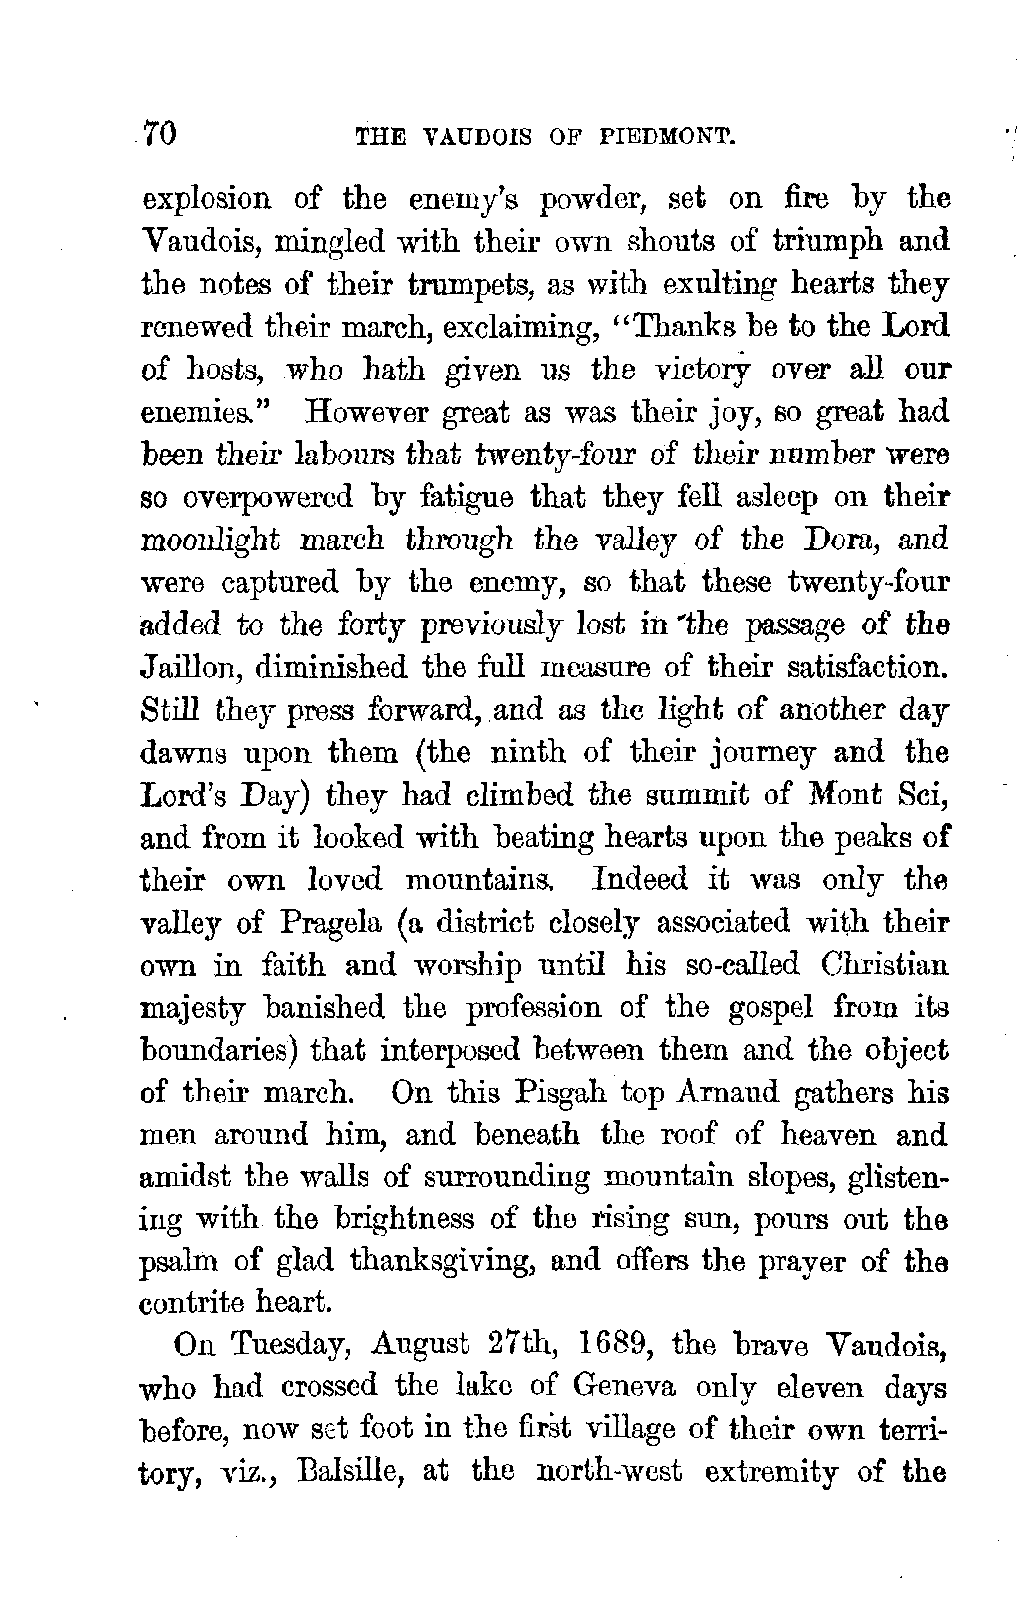 70 THE VAUDOIS OF PIEDMONT.
explosion of the enemy's powder, set on fire by the
Vaudois, mingled with their own shouts of triumph and
the notes of their trumpets, as with exulting hearts they
renewed their march, exclaiming, “Thanks be to the Lord
of hosts, who hath given us the victory over all our
enemies.” However great as was their joy, so great had
been their labours that twenty-four of their number were
so overpowered by fatigue that they fell asleep on their
moonlight march through the valley of the Dora, and
were captured by the enemy, so that these twenty-four
added to the forty previously lost in the passage of the
Jaillon, diminished the full measure of their satisfaction.
Still they press forward, and as the light of another day
dawns upon them (the ninth of their journey and the
Lord's Day) they had climbed the summit of Mont Sci,
and from it looked with beating hearts upon the peaks of
their own loved mountains. Indeed it was only the
valley of Pragela (a district closely associated with their
own in faith and worship until his so-called Christian
majesty banished the profession of the gospel from its
boundaries) that interposed between them and the object
of their march. On this Pisgah top Arnaud gathers his
men around him, and beneath the roof of heaven and
amidst the walls of surrounding mountain slopes, glisten-
ing with the brightness of the rising sun, pours out the
psalm of glad thanksgiving, and offers the prayer of the
contrite heart.
On Tuesday, August 27th, 1689, the brave Vaudois,
who had crossed the lake of Geneva only eleven days
before, now set foot in the first village of their own terri-
tory, viz., Balsille, at the north-west extremity of the